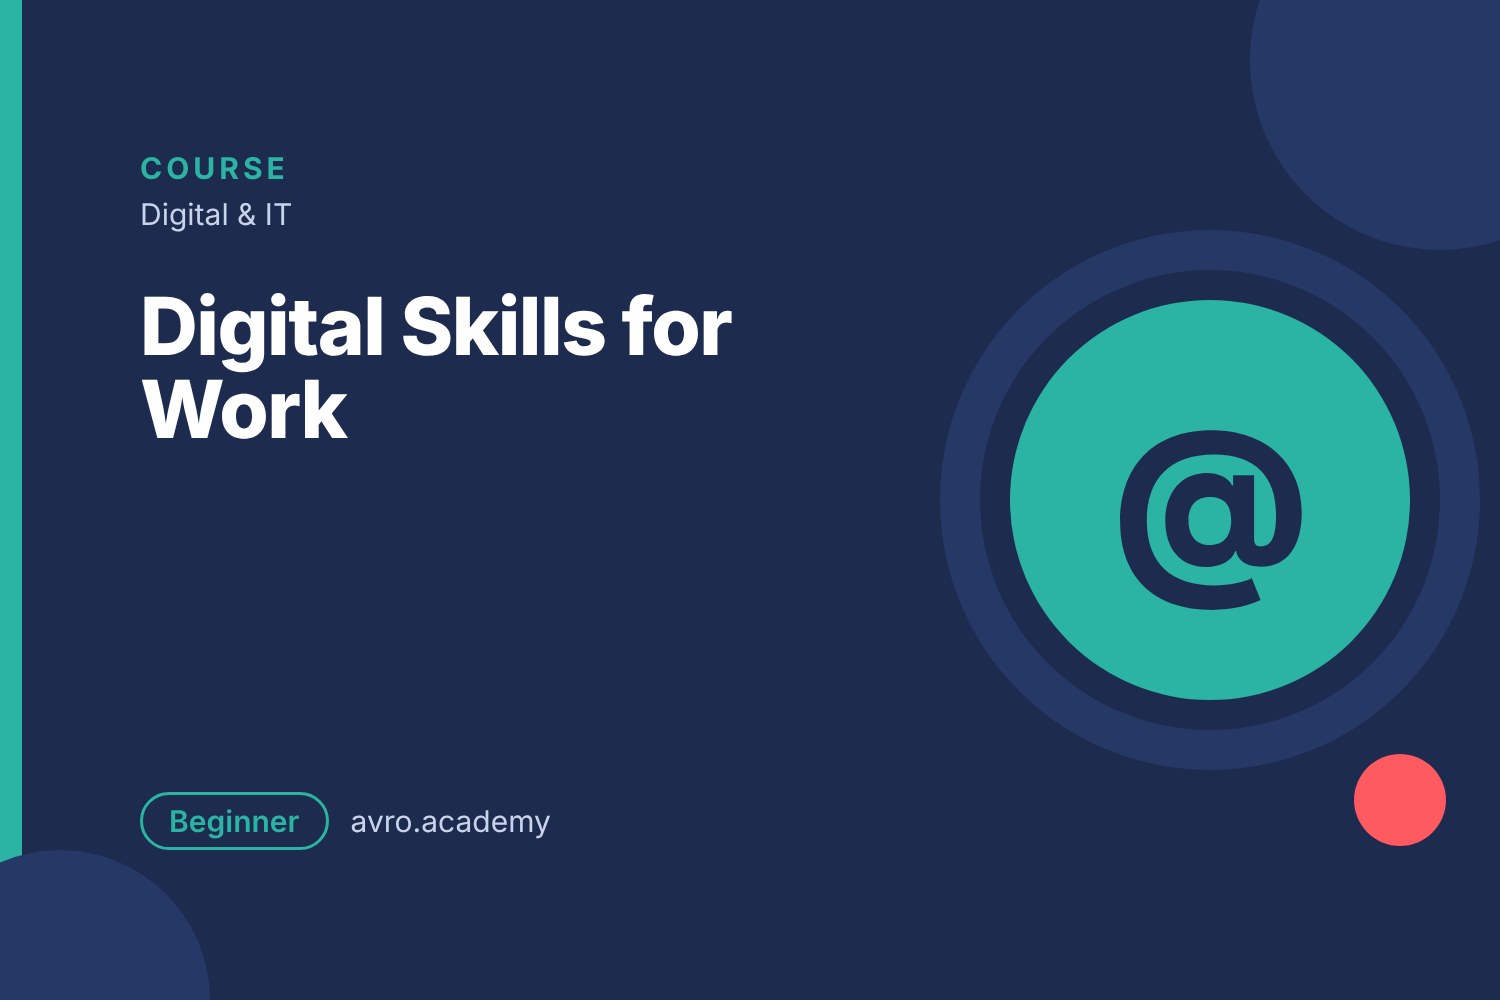 COURSE
Digital & IT
Digital Skills for
Work
@
Beginner
avro.academy